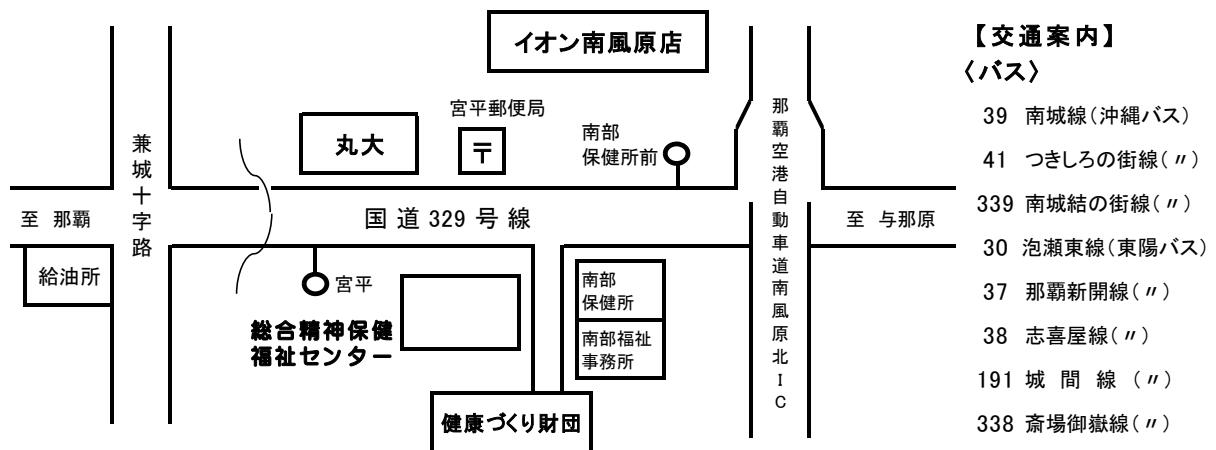 イオン南風原店
宮平郵便局
丸大
〒
南部
保健所前
兼城十字路
那覇空港自動車道南風原北IC
至 那覇
国道 329 号線
至 与那原
給油所
宮平
総合精神保健
福祉センター
南部
保健所
南部福祉
事務所
健康づくり財団
【交通案内】
〈バス〉
39 南城線(沖縄バス)
41 つきしろの街線(〃)
339 南城結の街線(〃)
30 泡瀬東線(東陽バス)
37 那覇新開線(〃)
38 志喜屋線(〃)
191 城 間 線 (〃)
338 斎場御嶽線(〃)